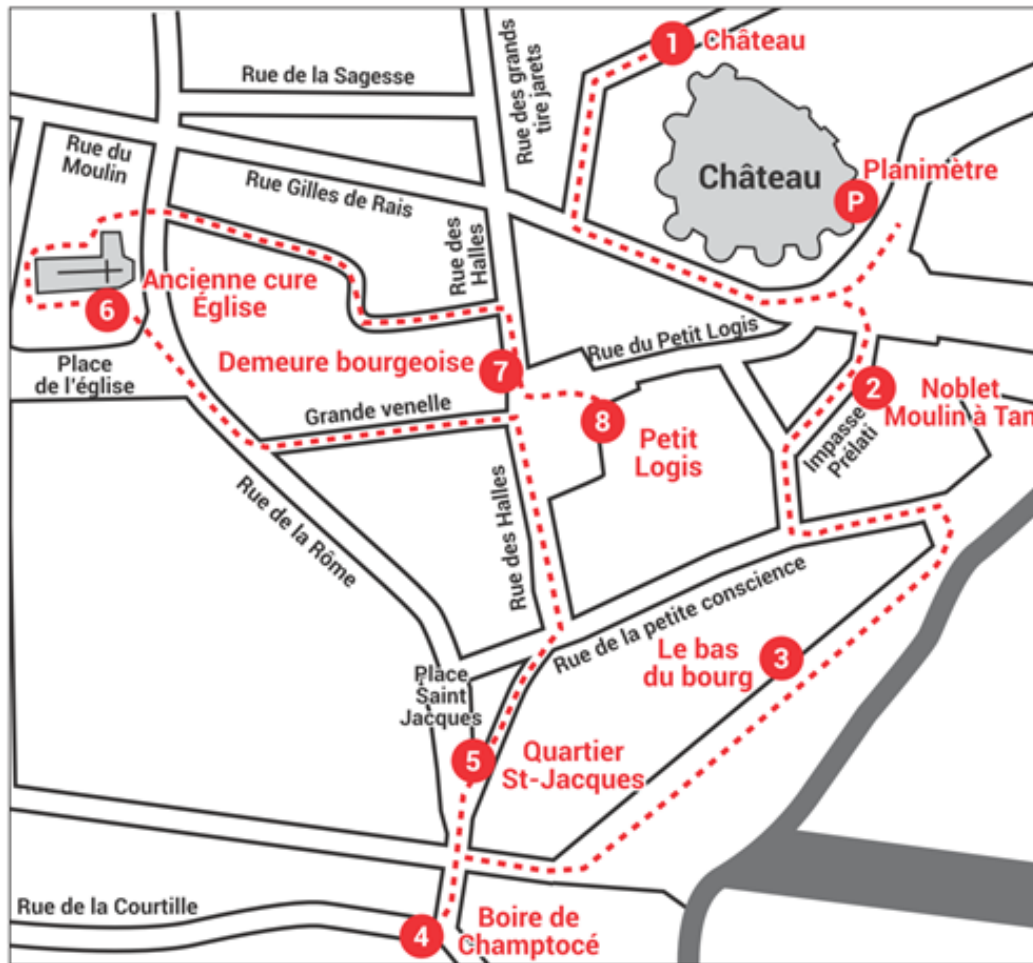 1 Château
Rue de la Sagesse
Rue des grands
tire jarets
Château
Planimètre
P
Rue du
Moulin
Rue Gilles de Rais
Rue des
Halles
Ancienne cure
Église
6
Rue du Petit Logis
Place
de l'église
Demeure bourgeoise
7
2
Noblet
Moulin à Tan
Grande venelle
8
Petit
Logis
Impasse
Prélati
Rue de la Rôme
Rue des Halles
Rue de la petite conscience
Le bas
du bourg
3
Place
Saint
Jacques
5
Quartier
St-Jacques
Rue de la Courtille
4
Boire de
Champtocé